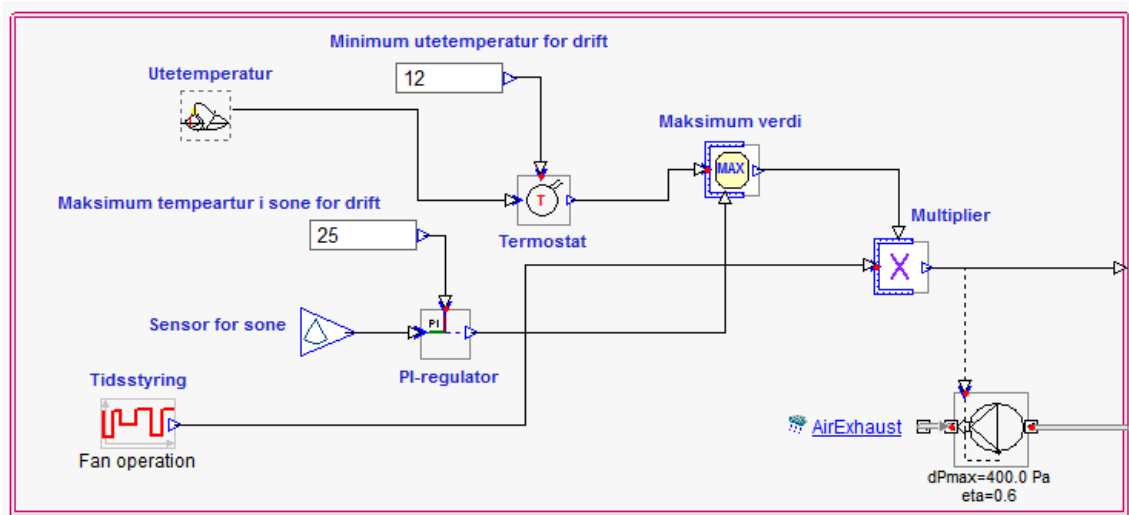 Minimum utetemperatur for drift
12
Utetemperatur
Maksimum verdi
MAX
T
Maksimum tempeartur i sone for drift
25
Termostat
Multiplier
X
Sensor for sone
PI
PI-regulator
Tidsstyring
Fan operation
AirExhaust
dPmax=400.0 Pa
eta=0.6